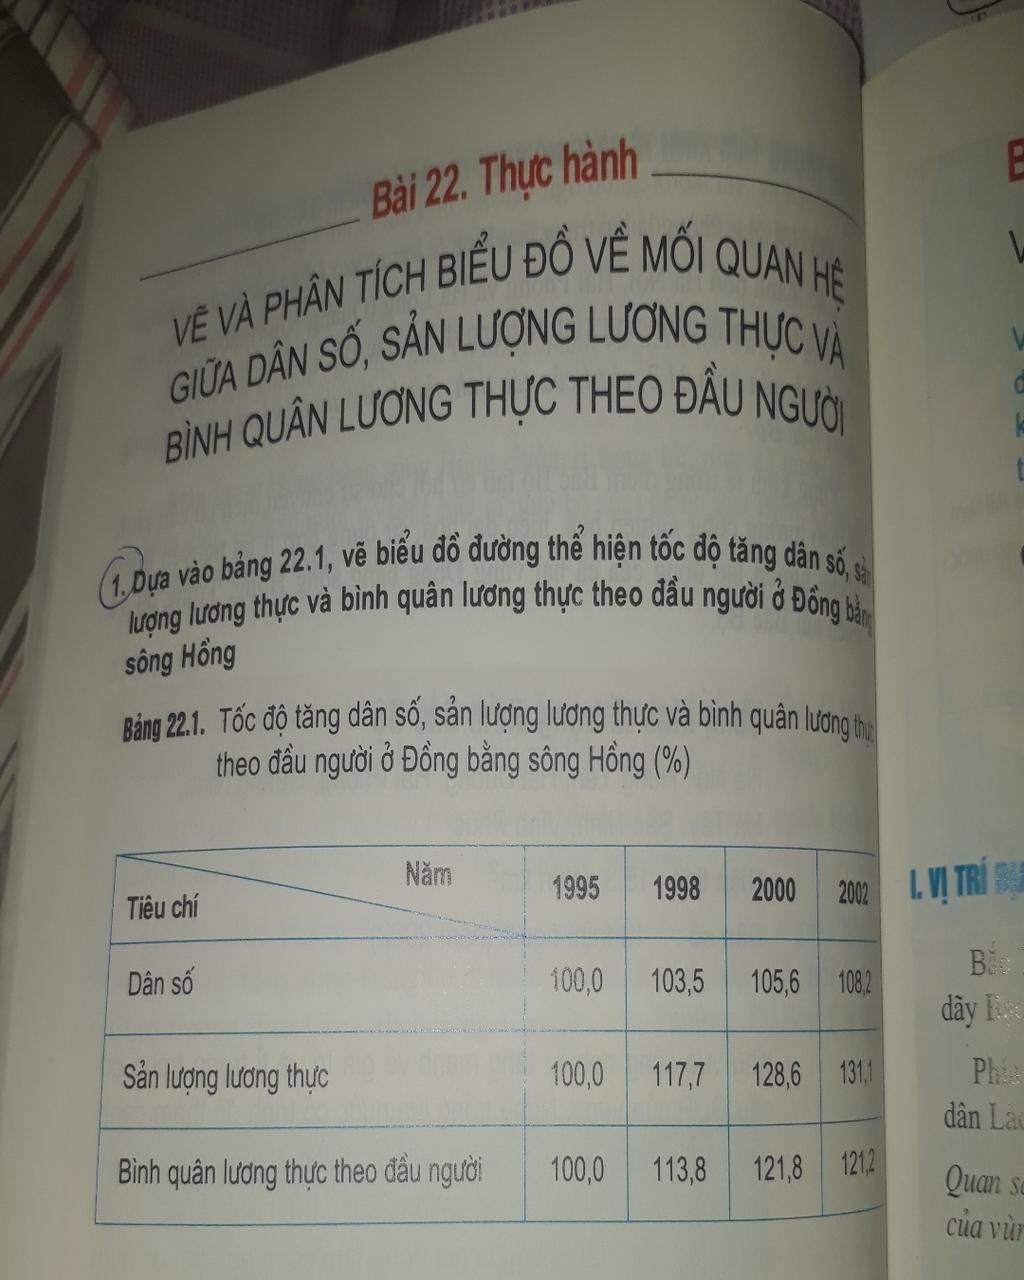 Bài 22. Thực hành
VẼ VÀ PHÂN TÍCH BIỂU ĐỒ VỀ MỐI QUAN HỆ
GIỮA DÂN SỐ, SẢN LƯỢNG LƯƠNG THỰC VÀ
BÌNH QUÂN LƯƠNG THỰC THEO ĐẦU NGƯỜI
1. Dựa vào bảng 22.1, vẽ biểu đồ đường thể hiện tốc độ tăng dân số, sản
lượng lương thực và bình quân lương thực theo đầu người ở Đồng bằng
sông Hồng
Bảng 22.1. Tốc độ tăng dân số, sản lượng lương thực và bình quân lương thực
theo đầu người ở Đồng bằng sông Hồng (%)
Năm
Tiêu chí 1995 1998 2000 2002
Dân số 100,0 103,5 105,6 108,2
Sản lượng lương thực 100,0 117,7 128,6 131,1
Bình quân lương thực theo đầu người 100,0 113,8 121,8 121,2
I. VỊ TRÍ
Bắc
dãy
dân
Quan
của